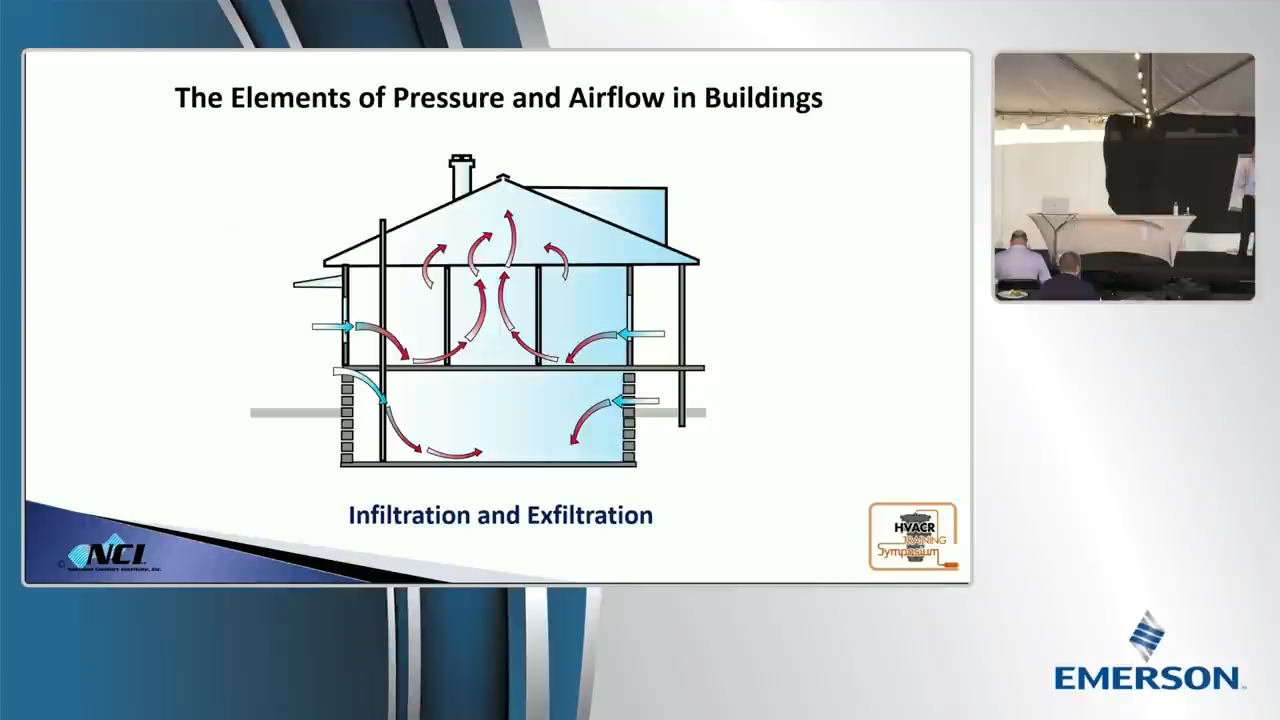 The Elements of Pressure and Airflow in Buildings
Infiltration and Exfiltration
NCI
HVACR
TRAINING
Symposium
EMERSON